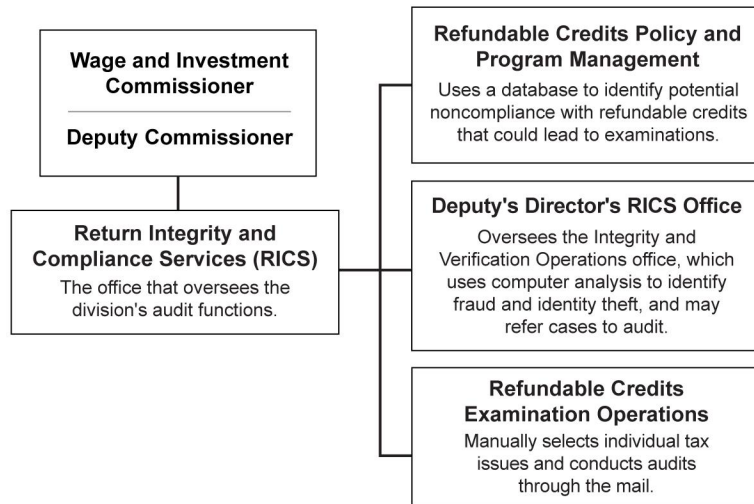 Wage and Investment
Commissioner
Deputy Commissioner
Return Integrity and
Compliance Services (RICS)
The office that oversees the
division's audit functions.
Refundable Credits Policy and
Program Management
Uses a database to identify potential
noncompliance with refundable credits
that could lead to examinations.
Deputy's Director's RICS Office
Oversees the Integrity and
Verification Operations office, which
uses computer analysis to identify
fraud and identity theft, and may
refer cases to audit.
Refundable Credits
Examination Operations
Manually selects individual tax
issues and conducts audits
through the mail.